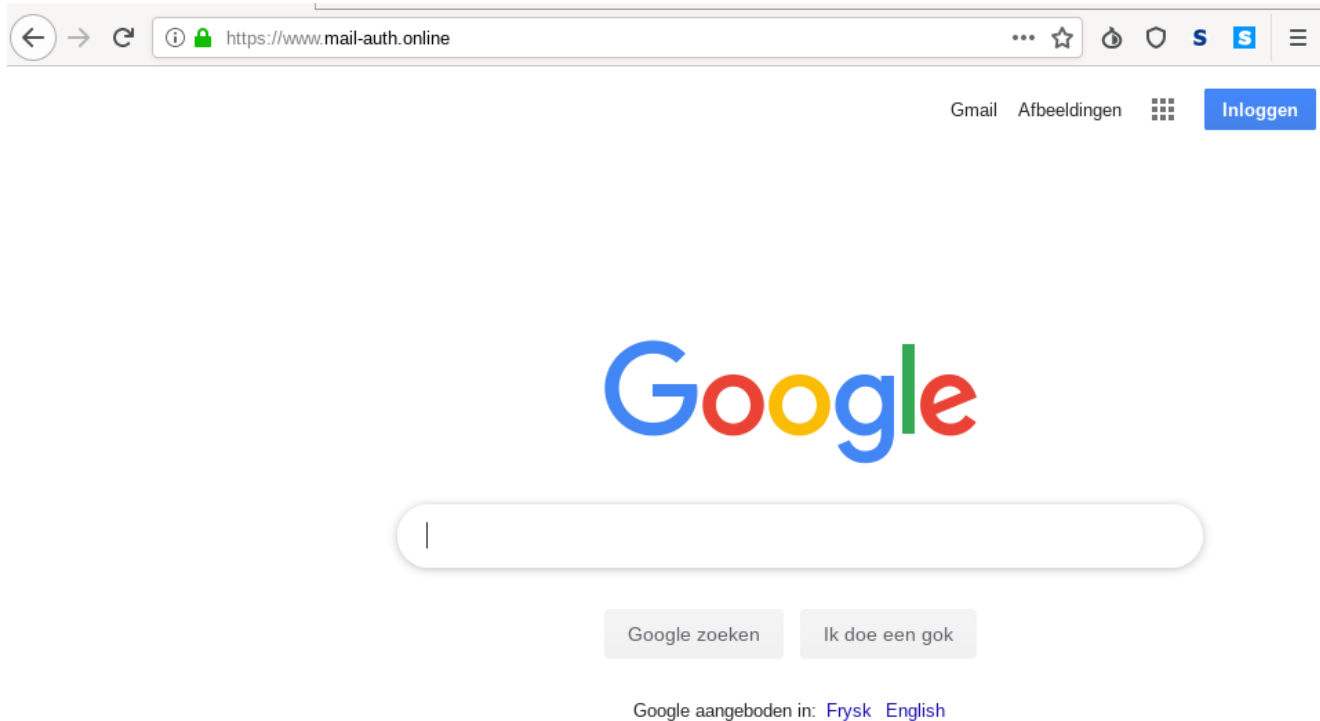 https://www.mail-auth.online
S S
Gmail Afbeeldingen Inloggen
Google
Google zoeken Ik doe een gok
Google aangeboden in: Frysk English